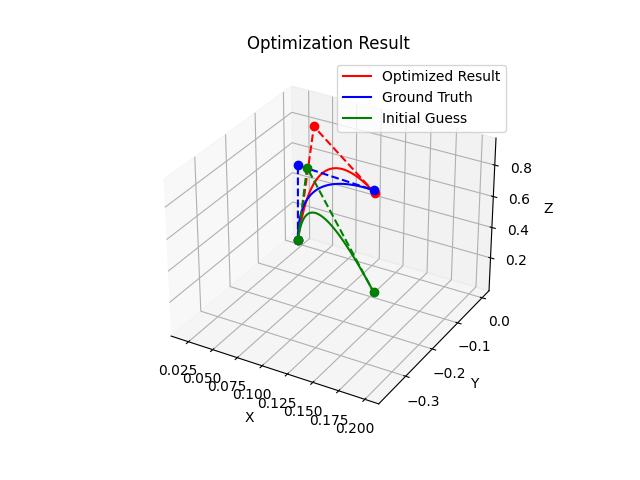 Optimization Result
Optimized Result
Ground Truth
Initial Guess
0.8
0.6
0.4
0.2
Z
0.0
−0.1
−0.2
−0.3
Y
0.025
0.050
0.075
0.100
0.125
0.150
0.175
0.200
X